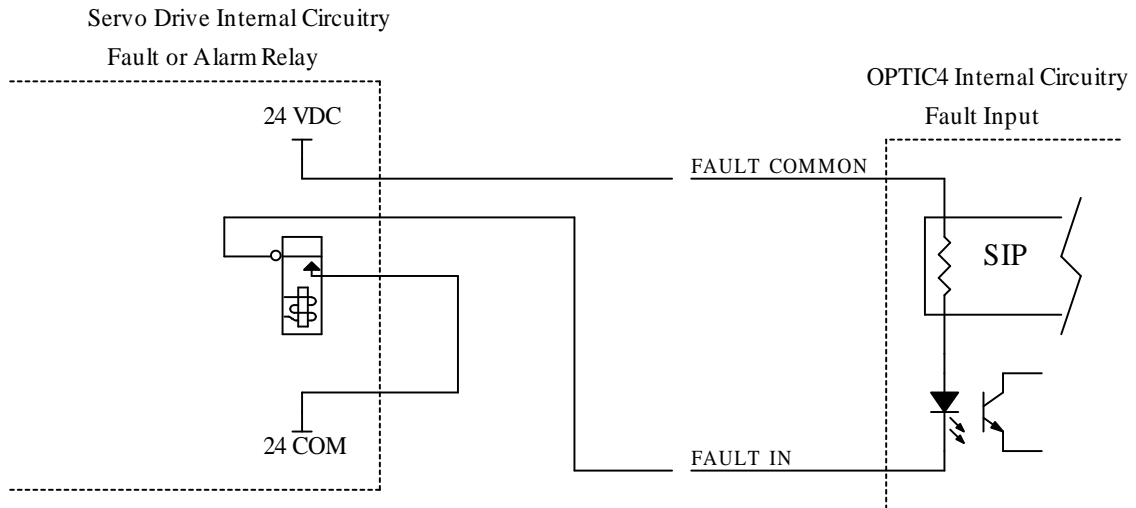 Servo Drive Internal Circuitry
Fault or Alarm Relay
OPTIC4 Internal Circuitry
Fault Input
24 VDC
FAULT COMMON
SIP
24 COM
FAULT IN